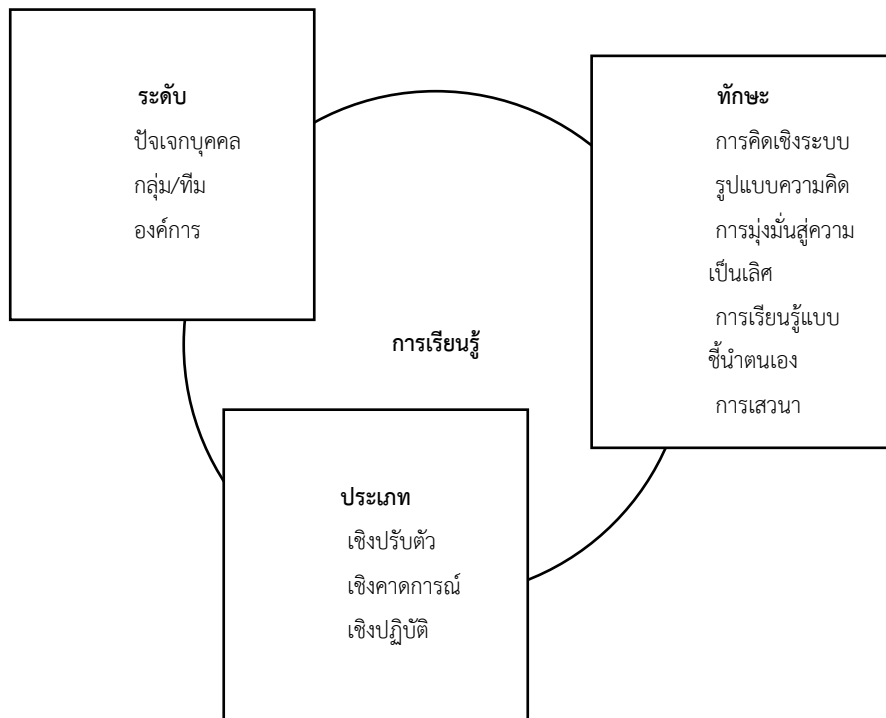 ระดับ
ปัจเจกบุคคล
กลุ่ม/ทีม
องค์การ
ทักษะ
การคิดเชิงระบบ
รูปแบบความคิด
การมุ่งมั่นสู่ความ
เป็นเลิศ
การเรียนรู้แบบ
ชี้นำตนเอง
การเสวนา
การเรียนรู้
ประเภท
เชิงปรับตัว
เชิงคาดการณ์
เชิงปฏิบัติ